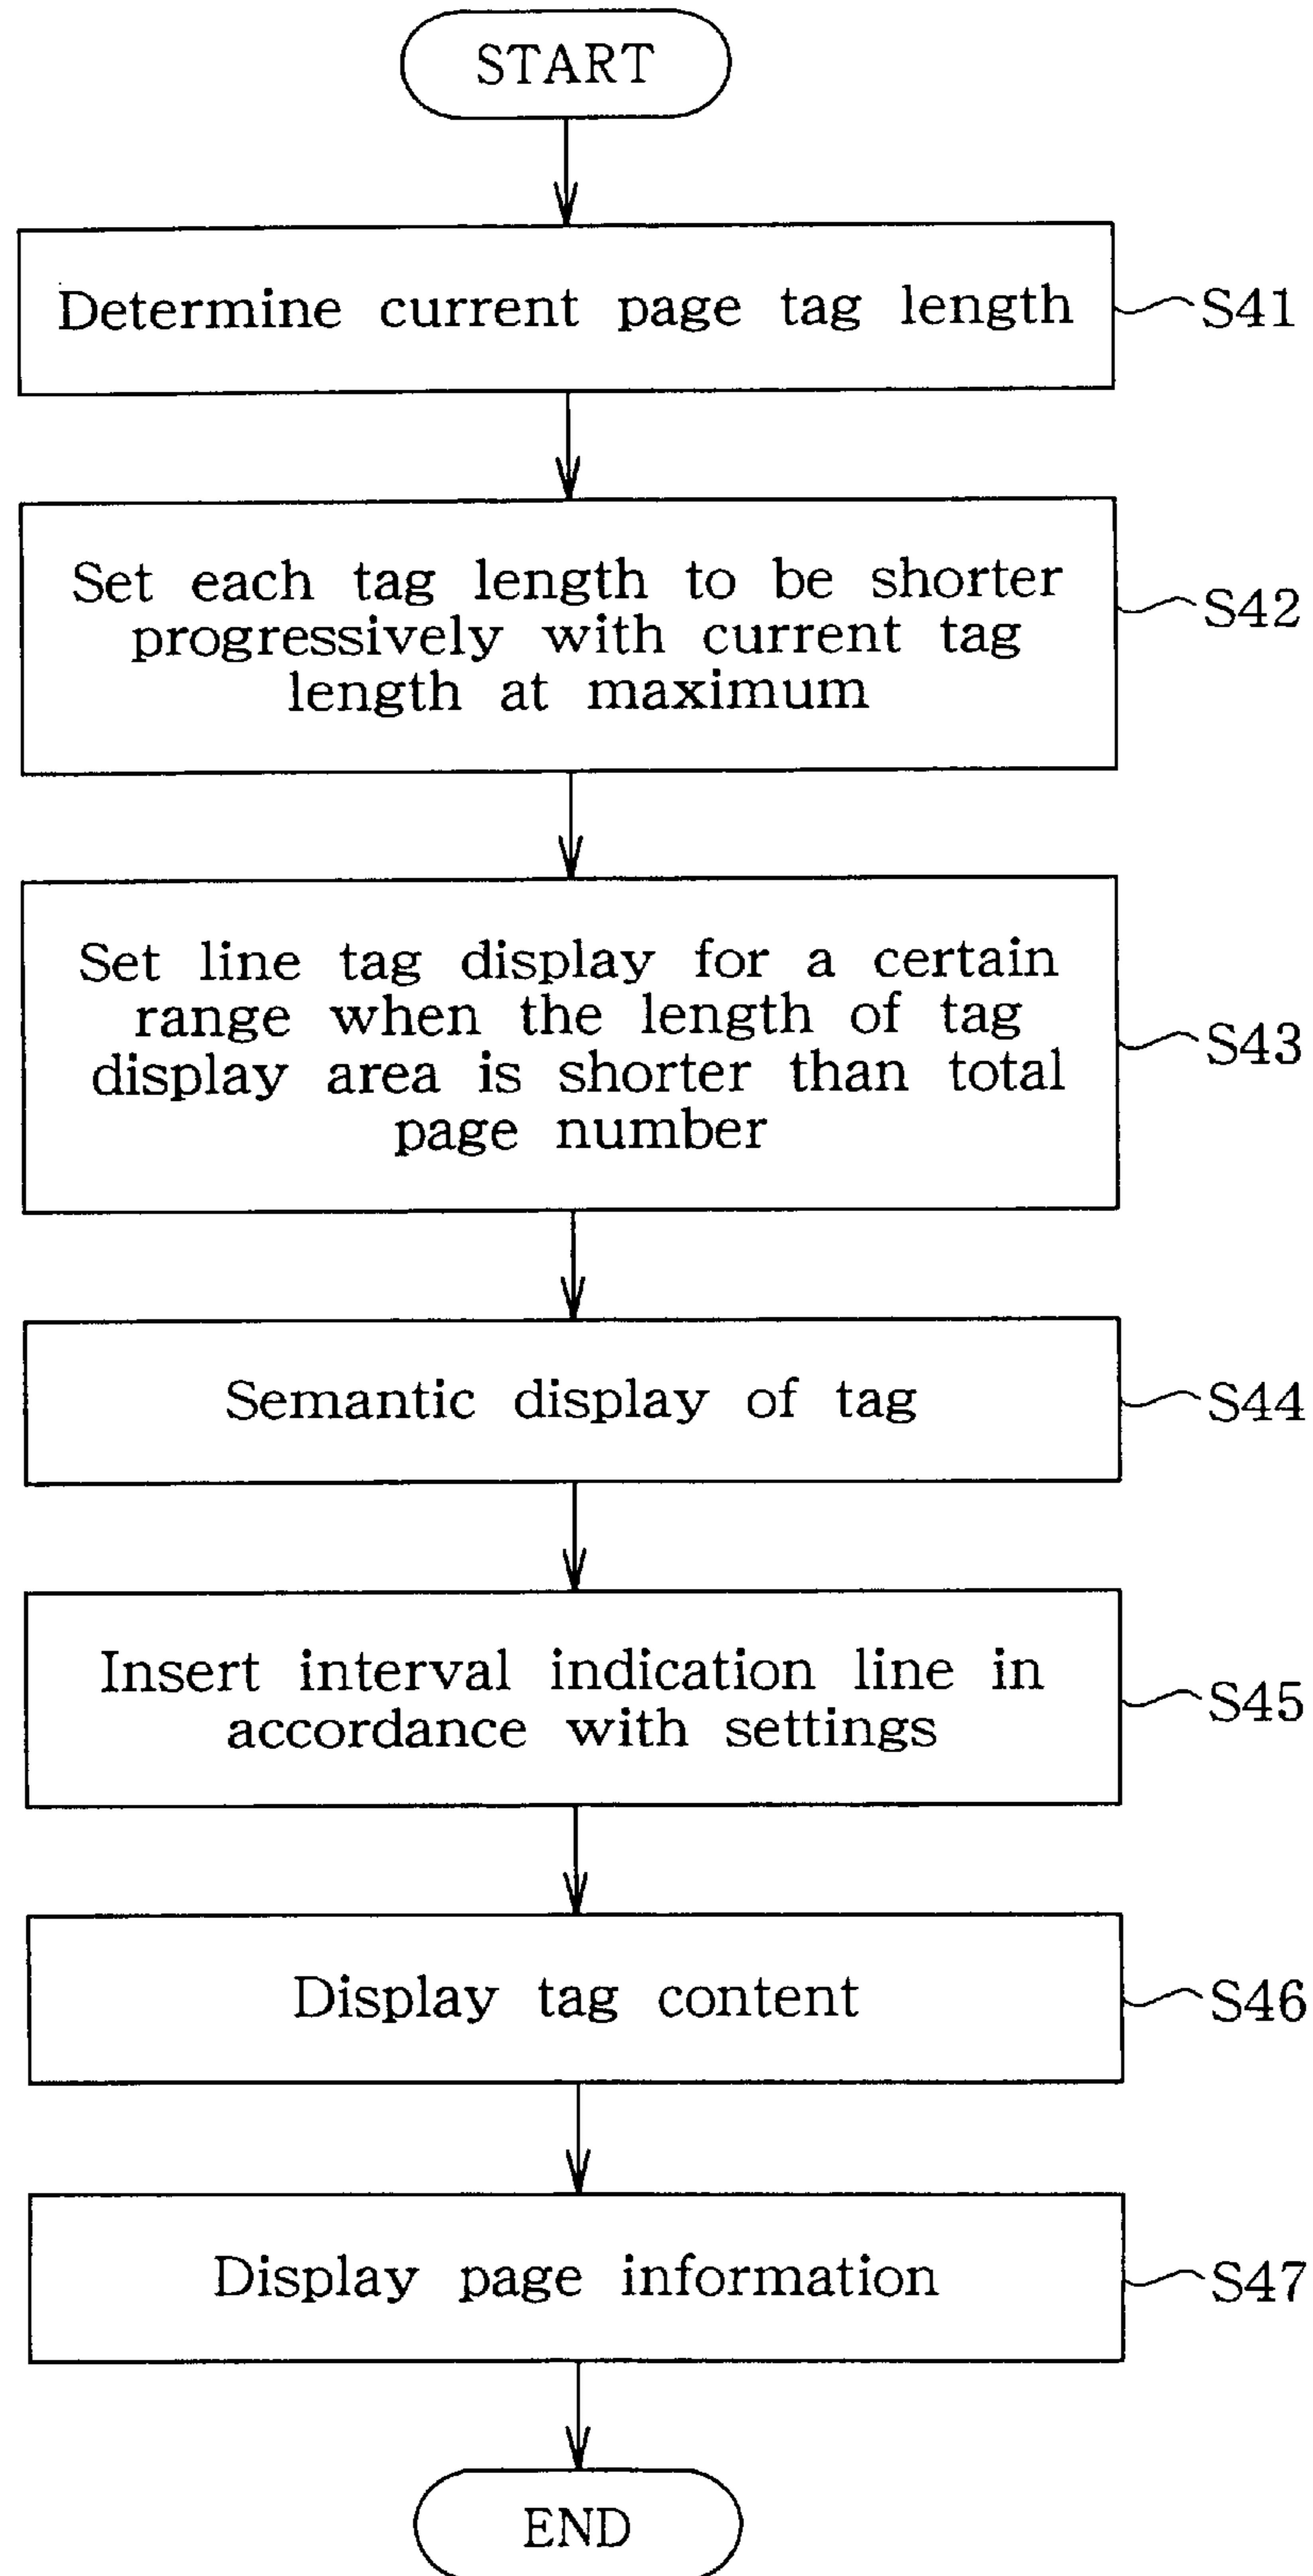 START
Determine current page tag length
S41
Set each tag length to be shorter
progressively with current tag
length at maximum
S42
Set line tag display for a certain
range when the length of tag
display area is shorter than total
page number
S43
Semantic display of tag
S44
Insert interval indication line in
accordance with settings
S45
Display tag content
S46
Display page information
S47
END